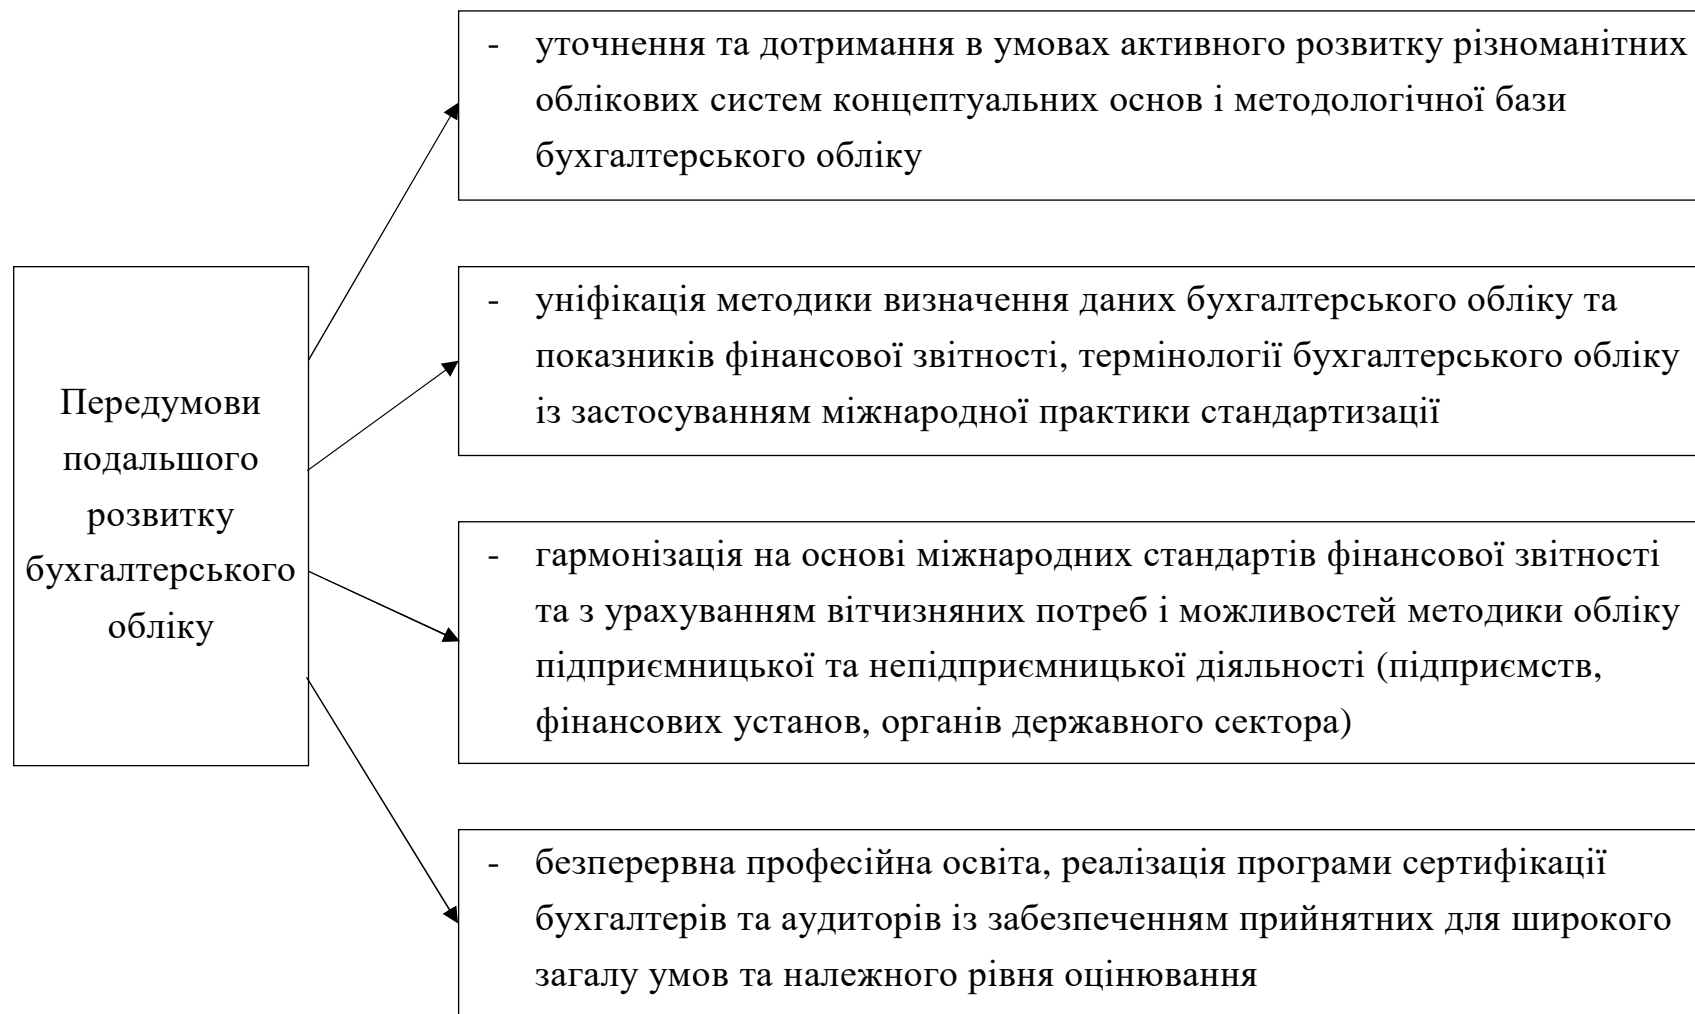 - уточнення та дотримання в умовах активного розвитку різноманітних
облікових систем концептуальних основ і методологічної бази
бухгалтерського обліку
- уніфікація методики визначення даних бухгалтерського обліку та
показників фінансової звітності, термінології бухгалтерського обліку
із застосуванням міжнародної практики стандартизації
Передумови
подальшого
розвитку
бухгалтерського
обліку
- гармонізація на основі міжнародних стандартів фінансової звітності
та з урахуванням вітчизняних потреб і можливостей методики обліку
підприємницької та непідприємницької діяльності (підприємств,
фінансових установ, органів державного сектора)
- безперервна професійна освіта, реалізація програми сертифікації
бухгалтерів та аудиторів із забезпеченням прийнятних для широкого
загалу умов та належного рівня оцінювання